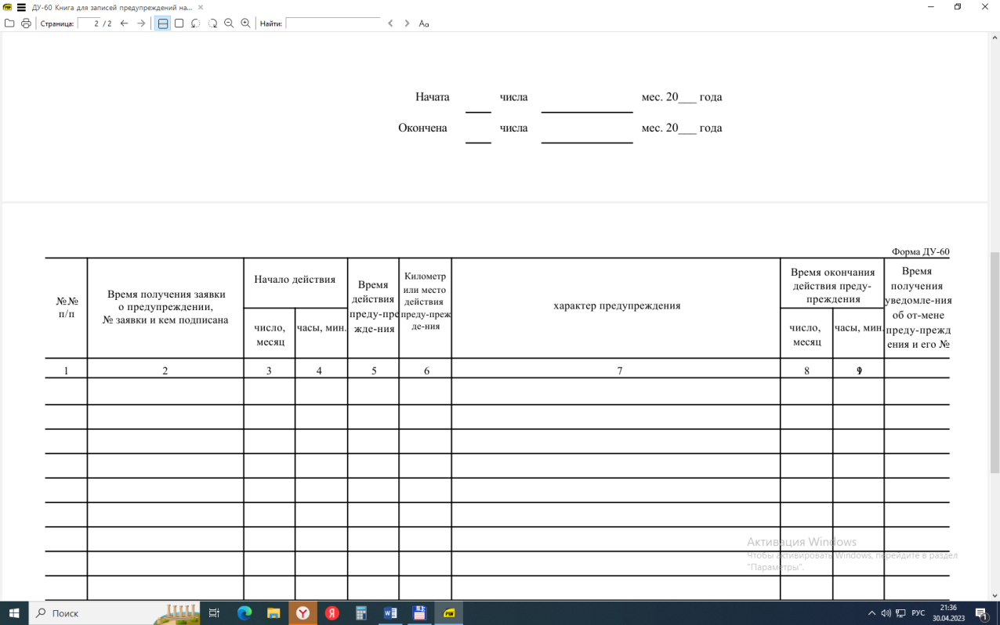 ДУ-60 Книга для записей предупреждений на...
Страница: 2 / 2 Найти: Aa
Начата ___ числа ___ мес. 20___ года
Окончена ___ числа ___ мес. 20___ года
Форма ДУ-60
№№
п/п
Время получения заявки
о предупреждении,
№ заявки и кем подписана
Начало действия
число,
месяц
часы, мин.
Время
действия
преду-пре
жде-ния
Километр
или место
действия
преду-преж
де-ния
характер предупреждения
Время окончания
действия преду-
преждения
число,
месяц
часы, мин.
Время
получения
уведомле-ния
об от-мене
преду-прежд
ения и его №
1 2 3 4 5 6 7 8 9
Активация Windows
Чтобы активировать Windows, перейдите в раздел
"Параметры".
Поиск
РУС
21:36
30.04.2023